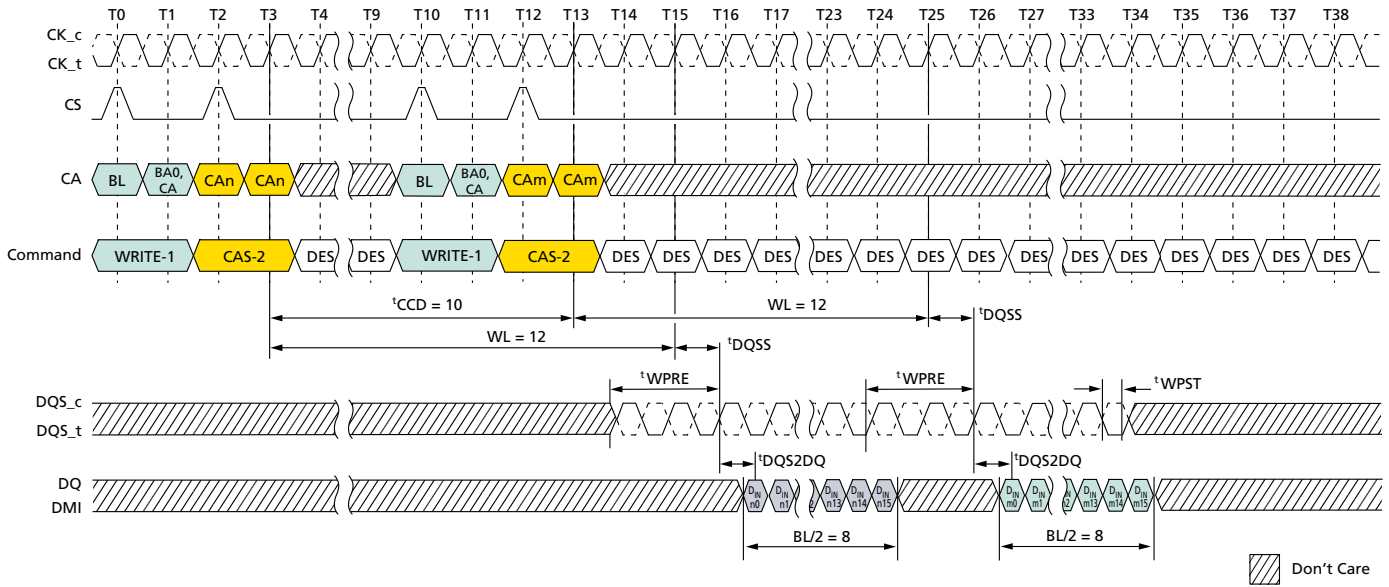 T0 T1 T2 T3 T4 T9 T10 T11 T12 T13 T14 T15 T16 T17 T23 T24 T25 T26 T27 T33 T34 T35 T36 T37 T38
CK_c
CK_t
CS
CA BL BA0, CA CAn CAn BL BA0, CA CAm CAm
Command WRITE-1 CAS-2 DES DES WRITE-1 CAS-2 DES DES DES DES DES DES DES DES DES DES DES DES DES DES DES
tCCD = 10 WL = 12 tDQSS
WL = 12 tDQSS
tWPRE tWPRE tWPST
DQS_c
DQS_t
tDQS2DQ tDQS2DQ
DQ
DMI
DIN n0 DIN n1 DIN n13 DIN n14 DIN n15 DIN m0 DIN m1 DIN m13 DIN m14 DIN m15
BL/2 = 8 BL/2 = 8
Don't Care